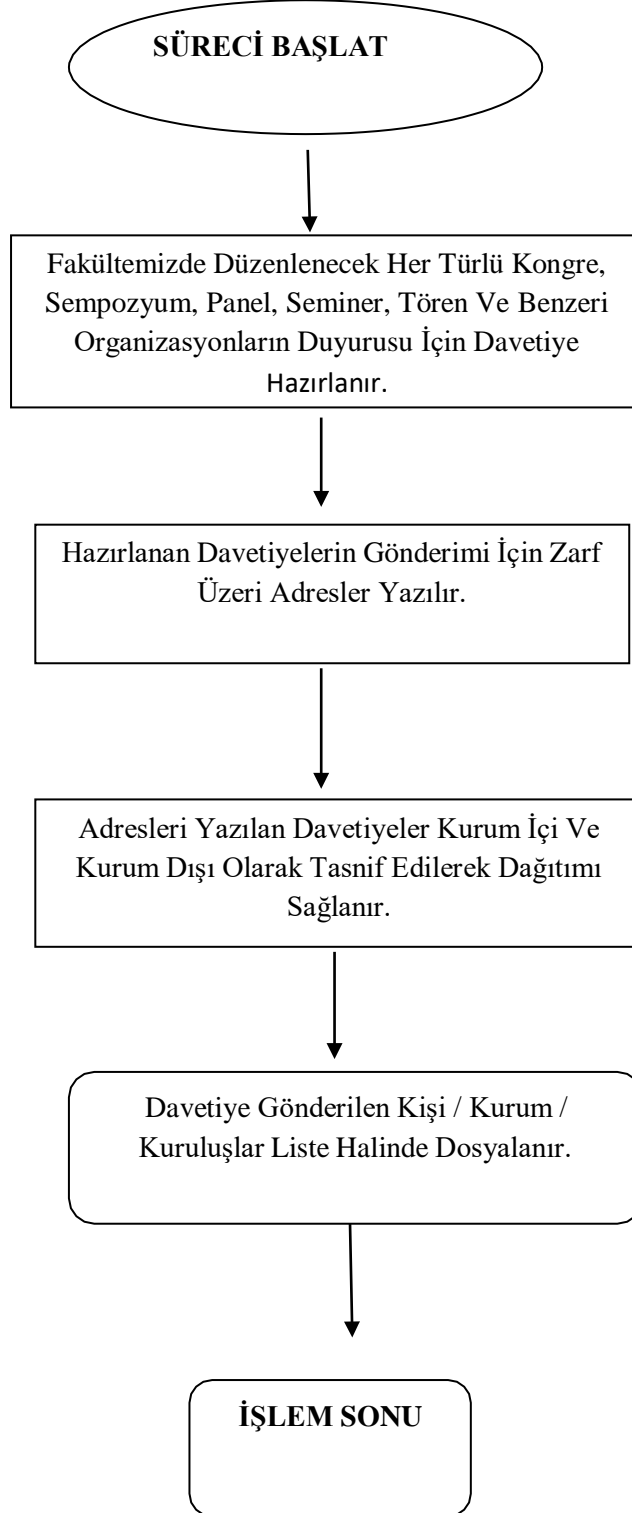 SÜRECİ BAŞLAT
Fakültemizde Düzenlenecek Her Türlü Kongre,
Sempozyum, Panel, Seminer, Tören Ve Benzeri
Organizasyonların Duyurusu İçin Davetiye
Hazırlanır.
Hazırlanan Davetiyelerin Gönderimi İçin Zarf
Üzeri Adresler Yazılır.
Adresleri Yazılan Davetiyeler Kurum İçi Ve
Kurum Dışı Olarak Tasnif Edilerek Dağıtımı
Sağlanır.
Davetiye Gönderilen Kişi / Kurum /
Kuruluşlar Liste Halinde Dosyalanır.
İŞLEM SONU